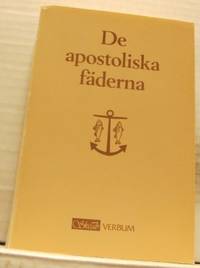 De
apostoliska
fäderna
VERBUM